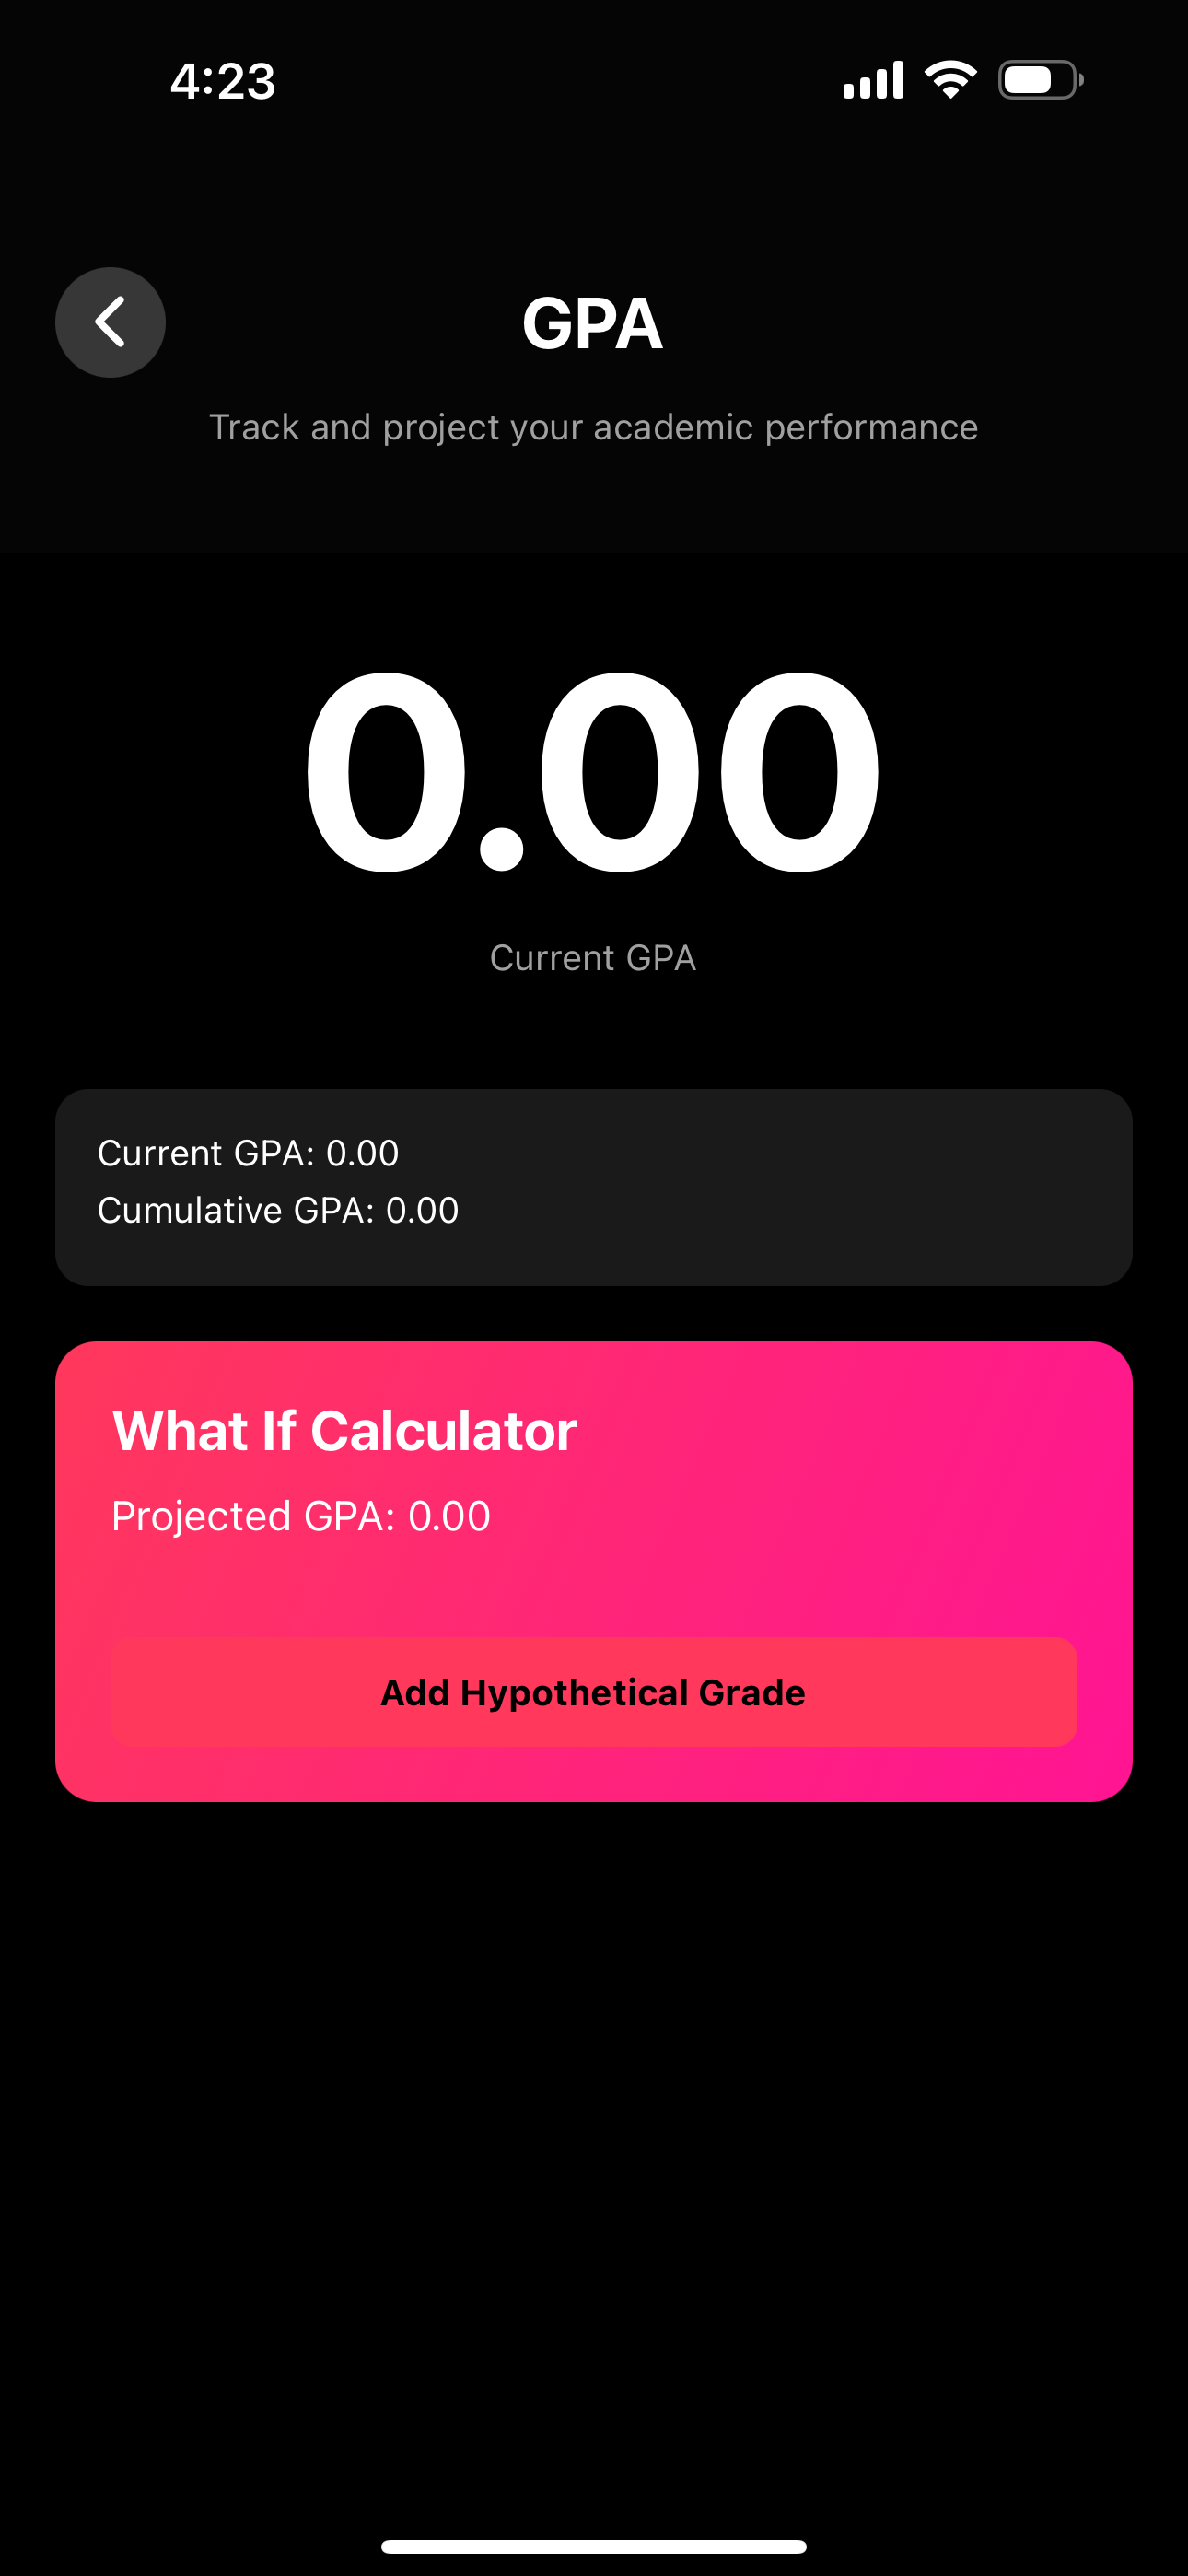 4:23
GPA
Track and project your academic performance
0.00
Current GPA
Current GPA: 0.00
Cumulative GPA: 0.00
What If Calculator
Projected GPA: 0.00
Add Hypothetical Grade